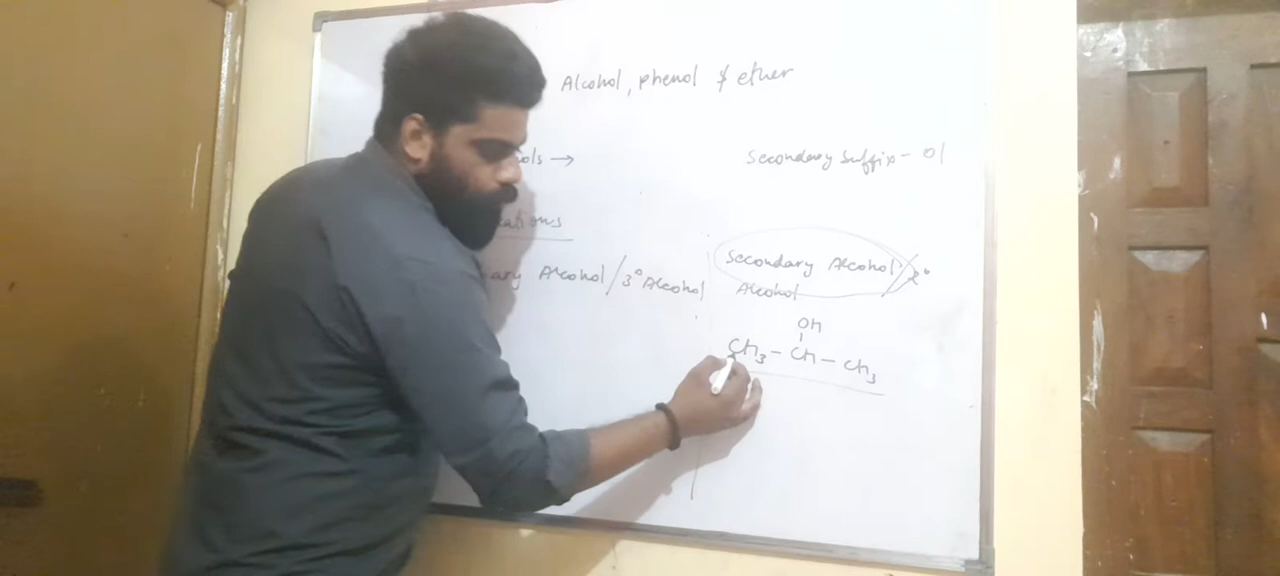 Alcohol, phenol & ether
ols →
Secondary Suffix - ol
cations
ary Alcohol / 3° Alcohol
Secondary Alcohol / 2°
Alcohol
OH
CH3 - CH - CH3